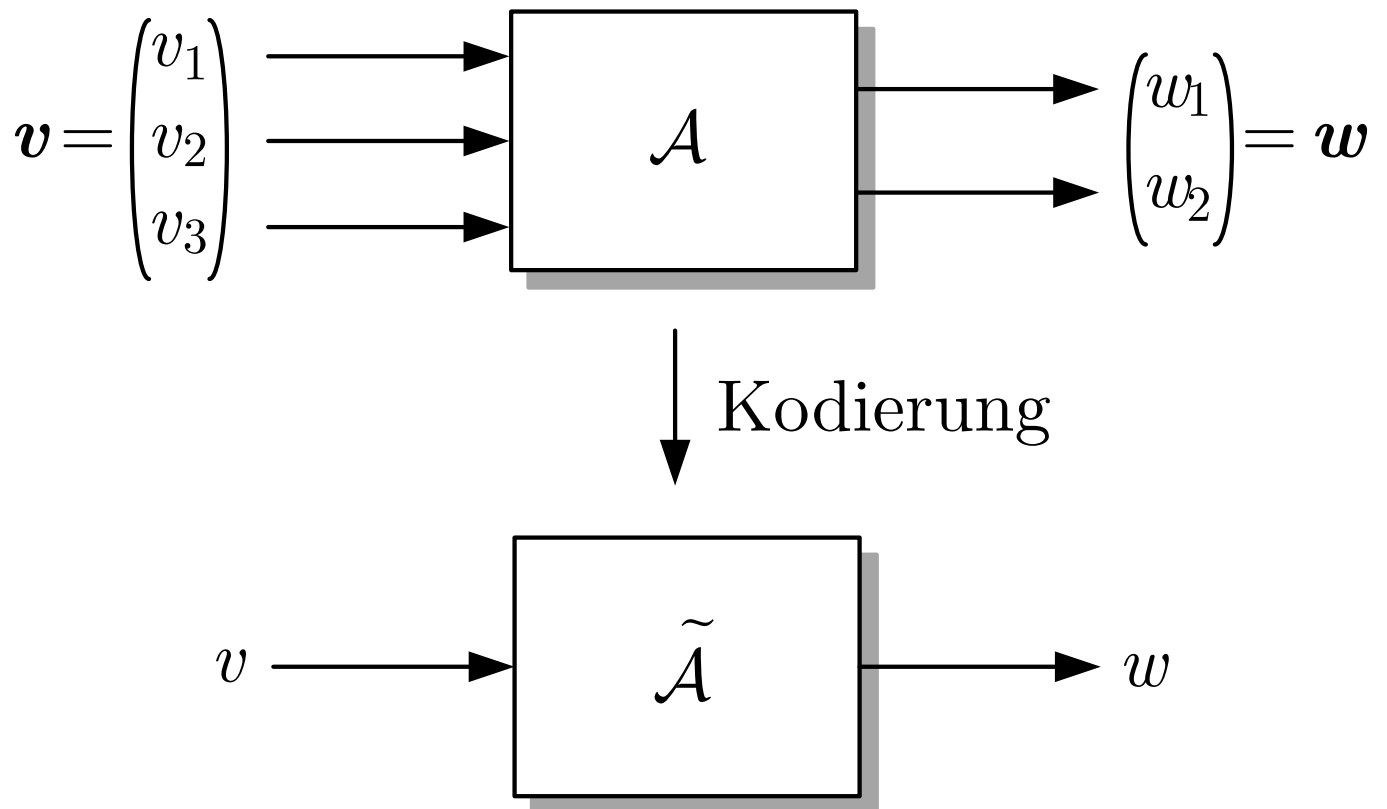 𝒗 = (v₁ v₂ v₃)
𝒜
(w₁ w₂) = 𝒘
Kodierung
v
𝒜̃
w